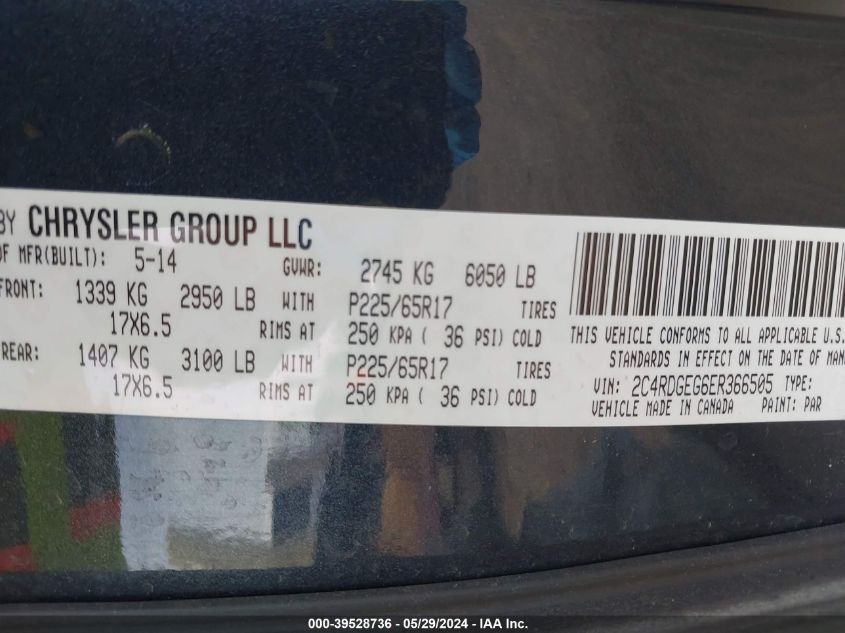 BY CHRYSLER GROUP LLC
OF MFR(BUILT): 5-14 GVWR: 2745 KG 6050 LB
FRONT: 1339 KG 2950 LB WITH P225/65R17 TIRES
17X6.5 RIMS AT 250 KPA ( 36 PSI) COLD
REAR: 1407 KG 3100 LB WITH P225/65R17 TIRES
17X6.5 RIMS AT 250 KPA ( 36 PSI) COLD
THIS VEHICLE CONFORMS TO ALL APPLICABLE U.S.
STANDARDS IN EFFECT ON THE DATE OF MAN
VIN: 2C4RDGEG6ER366505 TYPE:
VEHICLE MADE IN CANADA PAINT: PAR
000-39528736 - 05/29/2024 - IAA Inc.